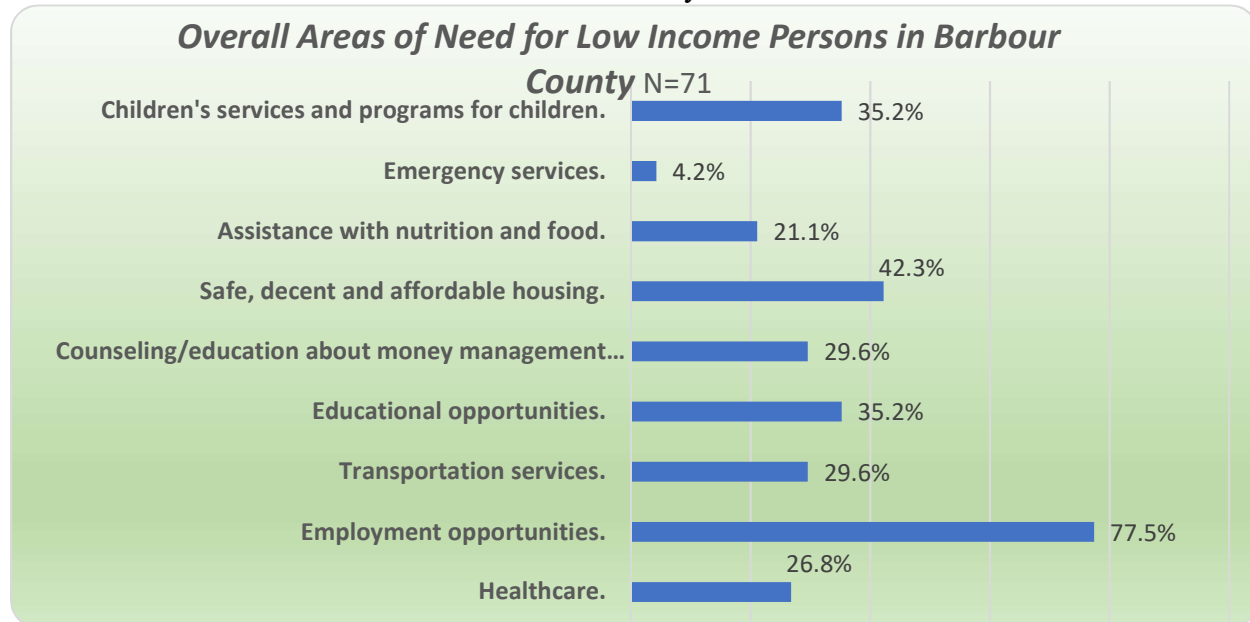 Overall Areas of Need for Low Income Persons in Barbour
County N=71
Children's services and programs for children. 35.2%
Emergency services. 4.2%
Assistance with nutrition and food. 21.1%
Safe, decent and affordable housing. 42.3%
Counseling/education about money management… 29.6%
Educational opportunities. 35.2%
Transportation services. 29.6%
Employment opportunities. 77.5%
Healthcare. 26.8%